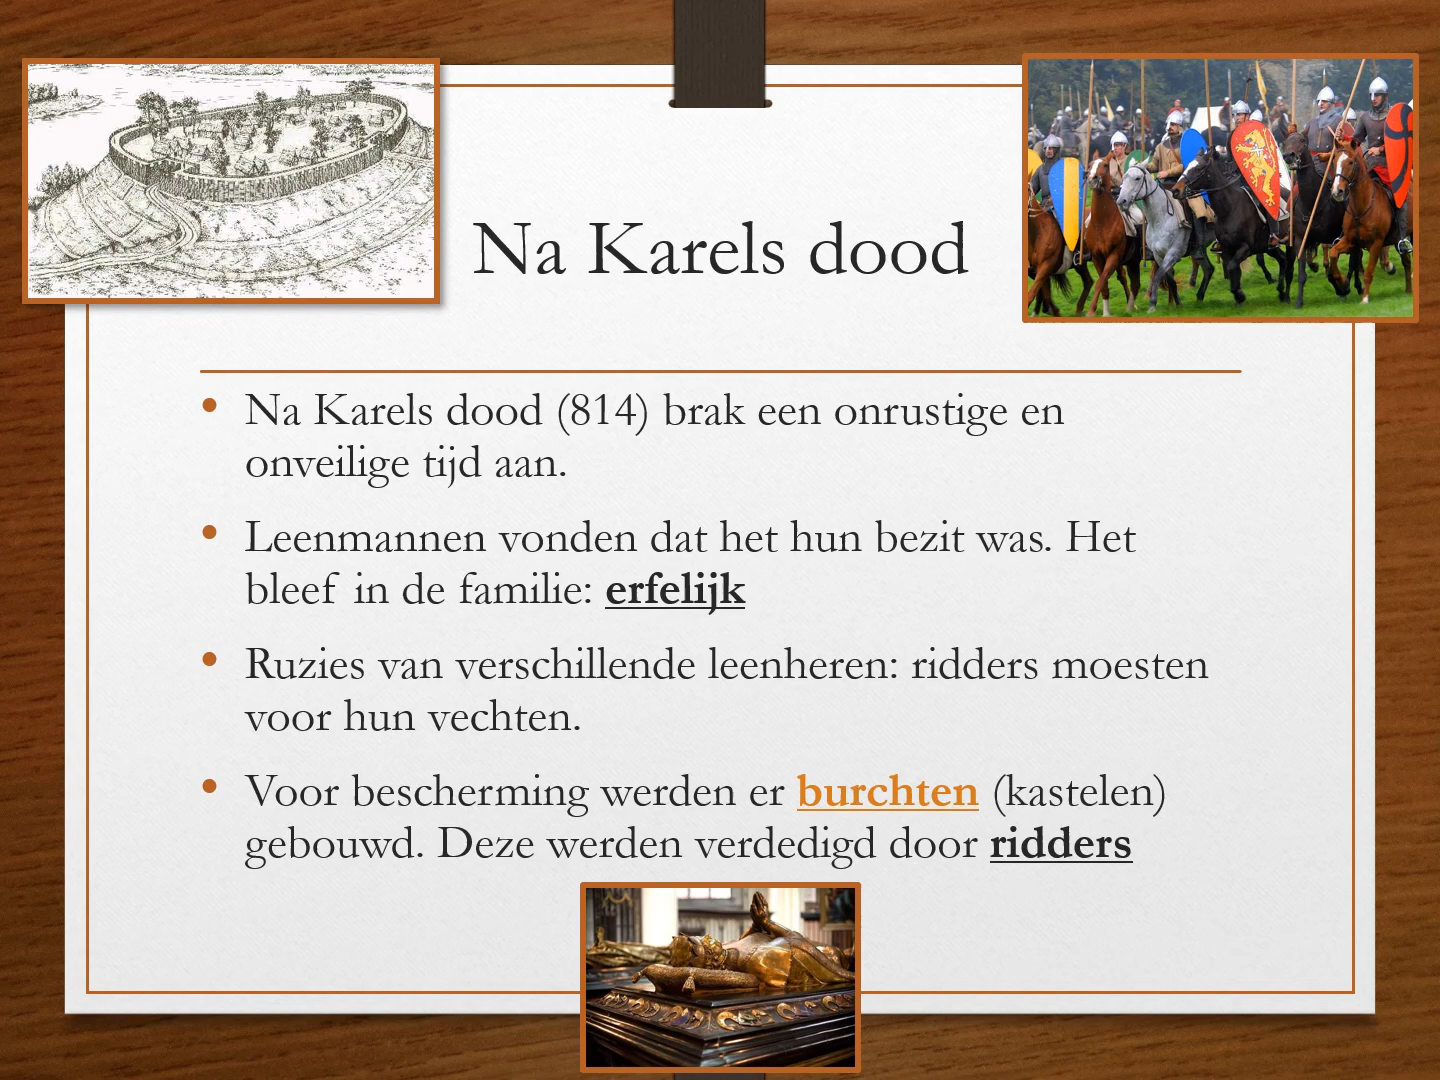 Na Karels dood
• Na Karels dood (814) brak een onrustige en
onveilige tijd aan.
• Leenmannen vonden dat het hun bezit was. Het
bleef in de familie: erfelijk
• Ruzies van verschillende leenheren: ridders moesten
voor hun vechten.
• Voor bescherming werden er burchten (kastelen)
gebouwd. Deze werden verdedigd door ridders